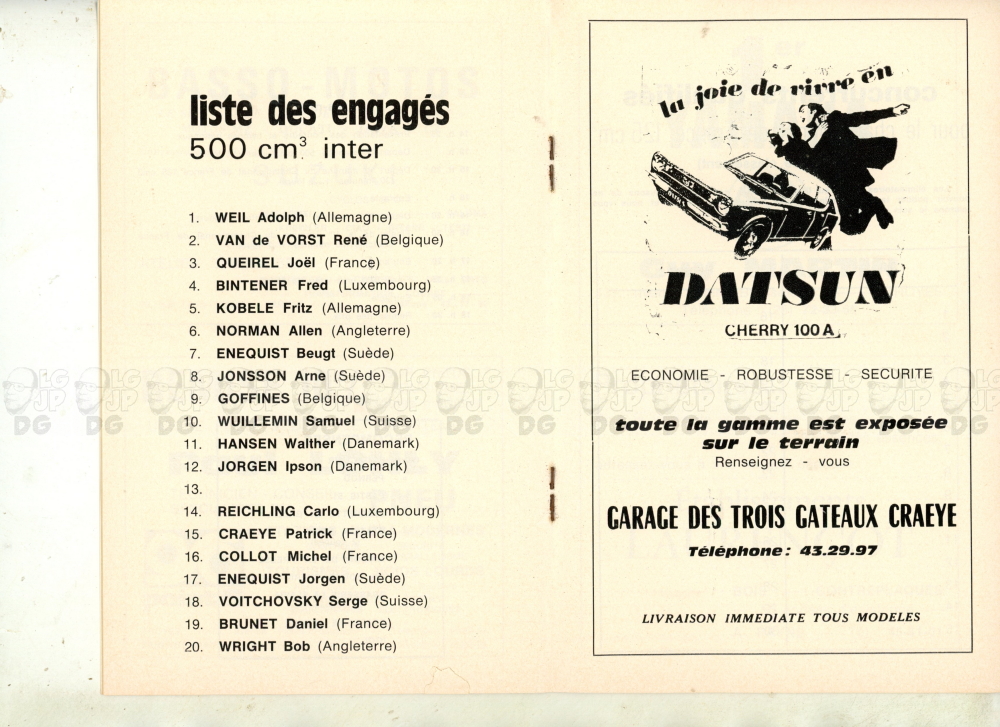 liste des engagés
500 cm³ inter
1. WEIL Adolph (Allemagne)
2. VAN de VORST René (Belgique)
3. QUEIREL Joël (France)
4. BINTENER Fred (Luxembourg)
5. KOBELE Fritz (Allemagne)
6. NORMAN Allen (Angleterre)
7. ENEQUIST Beugt (Suède)
8. JONSSON Arne (Suède)
9. GOFFINES (Belgique)
10. WUILLEMIN Samuel (Suisse)
11. HANSEN Walther (Danemark)
12. JORGEN Ipson (Danemark)
13.
14. REICHLING Carlo (Luxembourg)
15. CRAEYE Patrick (France)
16. COLLOT Michel (France)
17. ENEQUIST Jorgen (Suède)
18. VOITCHOVSKY Serge (Suisse)
19. BRUNET Daniel (France)
20. WRIGHT Bob (Angleterre)
la joie de vivre en
DATSUN
CHERRY 100 A
ECONOMIE - ROBUSTESSE - SECURITE
toute la gamme est exposée
sur le terrain
Renseignez - vous
GARAGE DES TROIS GATEAUX CRAEYE
Téléphone : 43.29.97
LIVRAISON IMMEDIATE TOUS MODELES
LG JP DG